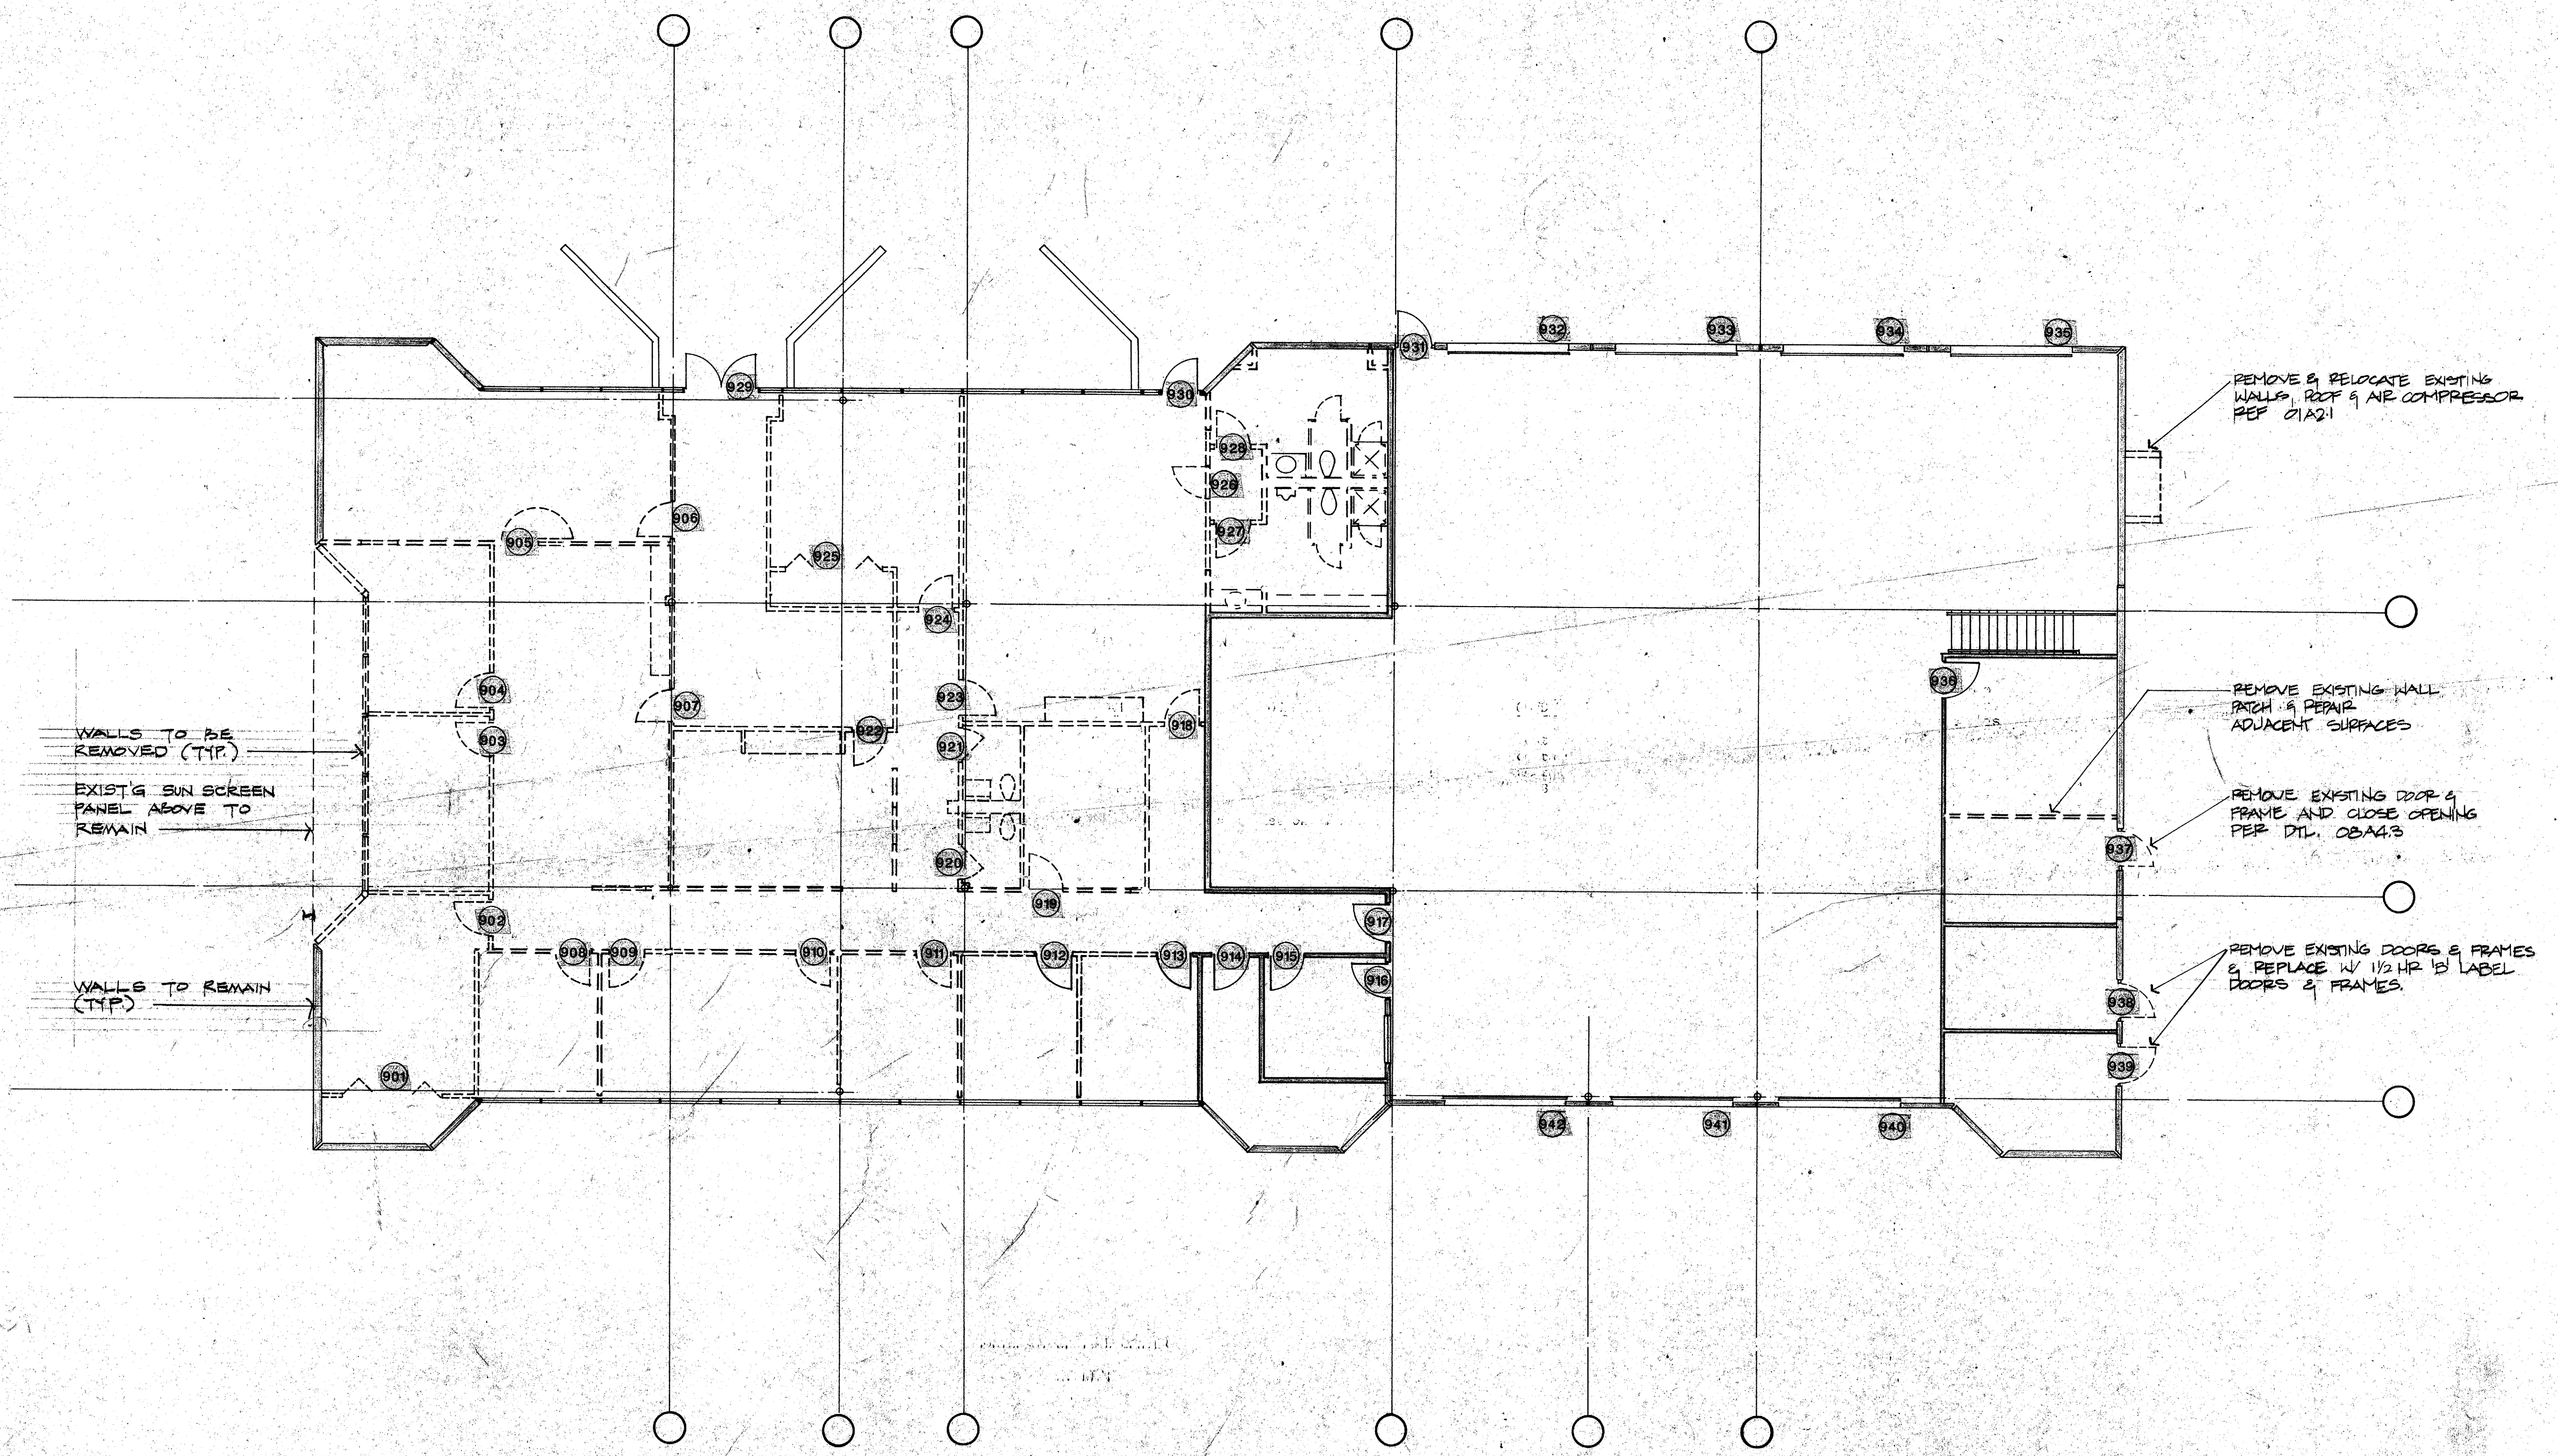 932
933
934
935
931
929
930
REMOVE & RELOCATE EXISTING
WALLS, ROOF & AIR COMPRESSOR
REF 01A2.1
928
926
906
927
905
925
924
936
904
923
907
918
922
903
921
REMOVE EXISTING WALL
PATCH & REPAIR
ADJACENT SURFACES
WALLS TO BE
REMOVED (TYP.)
EXIST'G SUN SCREEN
PANEL ABOVE TO
REMAIN
REMOVE EXISTING DOOR &
FRAME AND CLOSE OPENING
PER DTL. 08A4.3
937
920
919
902
917
908
909
910
911
912
913
914
915
916
REMOVE EXISTING DOORS & FRAMES
& REPLACE W/ 1½ HR 'B' LABEL
DOORS & FRAMES.
WALLS TO REMAIN
(TYP.)
938
939
901
942
941
940